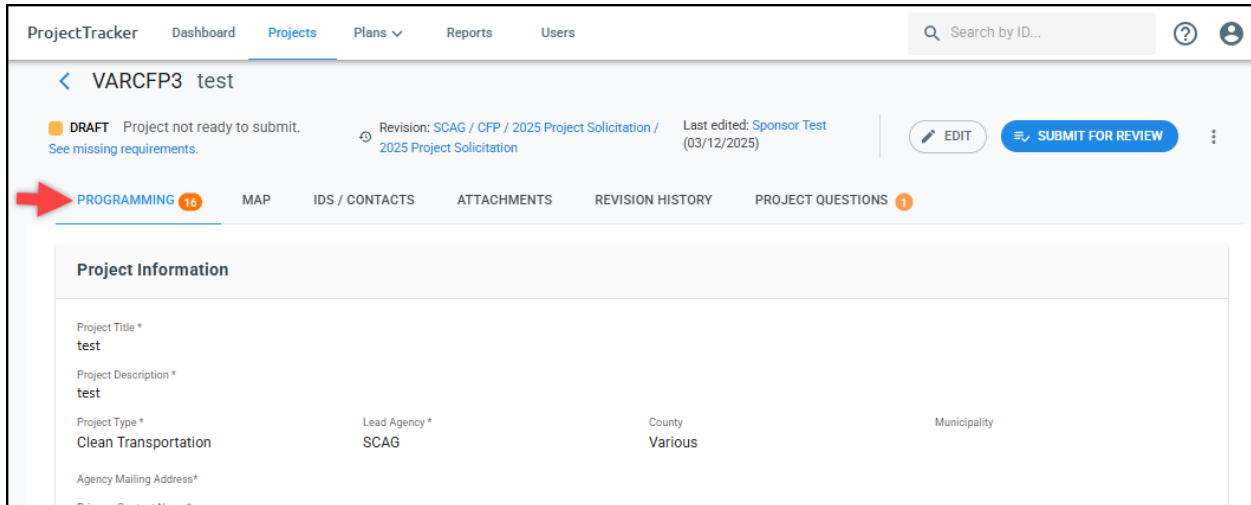 ProjectTracker Dashboard Projects Plans Reports Users Search by ID...
VARCFP3 test
DRAFT Project not ready to submit.
See missing requirements.
Revision: SCAG / CFP / 2025 Project Solicitation /
2025 Project Solicitation
Last edited: Sponsor Test
(03/12/2025)
EDIT
SUBMIT FOR REVIEW
PROGRAMMING 16 MAP IDS / CONTACTS ATTACHMENTS REVISION HISTORY PROJECT QUESTIONS 1
Project Information
Project Title *
test
Project Description *
test
Project Type * Lead Agency * County Municipality
Clean Transportation SCAG Various
Agency Mailing Address*